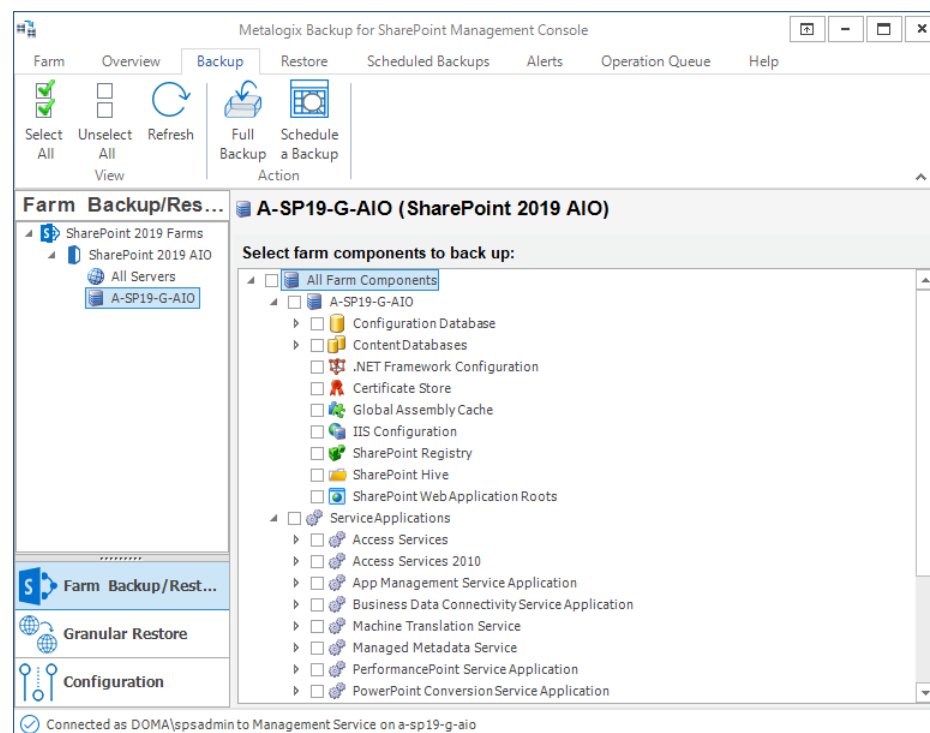 Metalogix Backup for SharePoint Management Console
Farm Overview Backup Restore Scheduled Backups Alerts Operation Queue Help
Select All
Unselect All
Refresh
Full Backup
Schedule a Backup
View
Action
Farm Backup/Res...
SharePoint 2019 Farms
SharePoint 2019 AIO
All Servers
A-SP19-G-AIO
A-SP19-G-AIO (SharePoint 2019 AIO)
Select farm components to back up:
All Farm Components
A-SP19-G-AIO
Configuration Database
Content Databases
.NET Framework Configuration
Certificate Store
Global Assembly Cache
IIS Configuration
SharePoint Registry
SharePoint Hive
SharePoint Web Application Roots
Service Applications
Access Services
Access Services 2010
App Management Service Application
Business Data Connectivity Service Application
Machine Translation Service
Managed Metadata Service
PerformancePoint Service Application
PowerPoint Conversion Service Application
Farm Backup/Rest...
Granular Restore
Configuration
Connected as DOMA\spsadmin to Management Service on a-sp19-g-aio